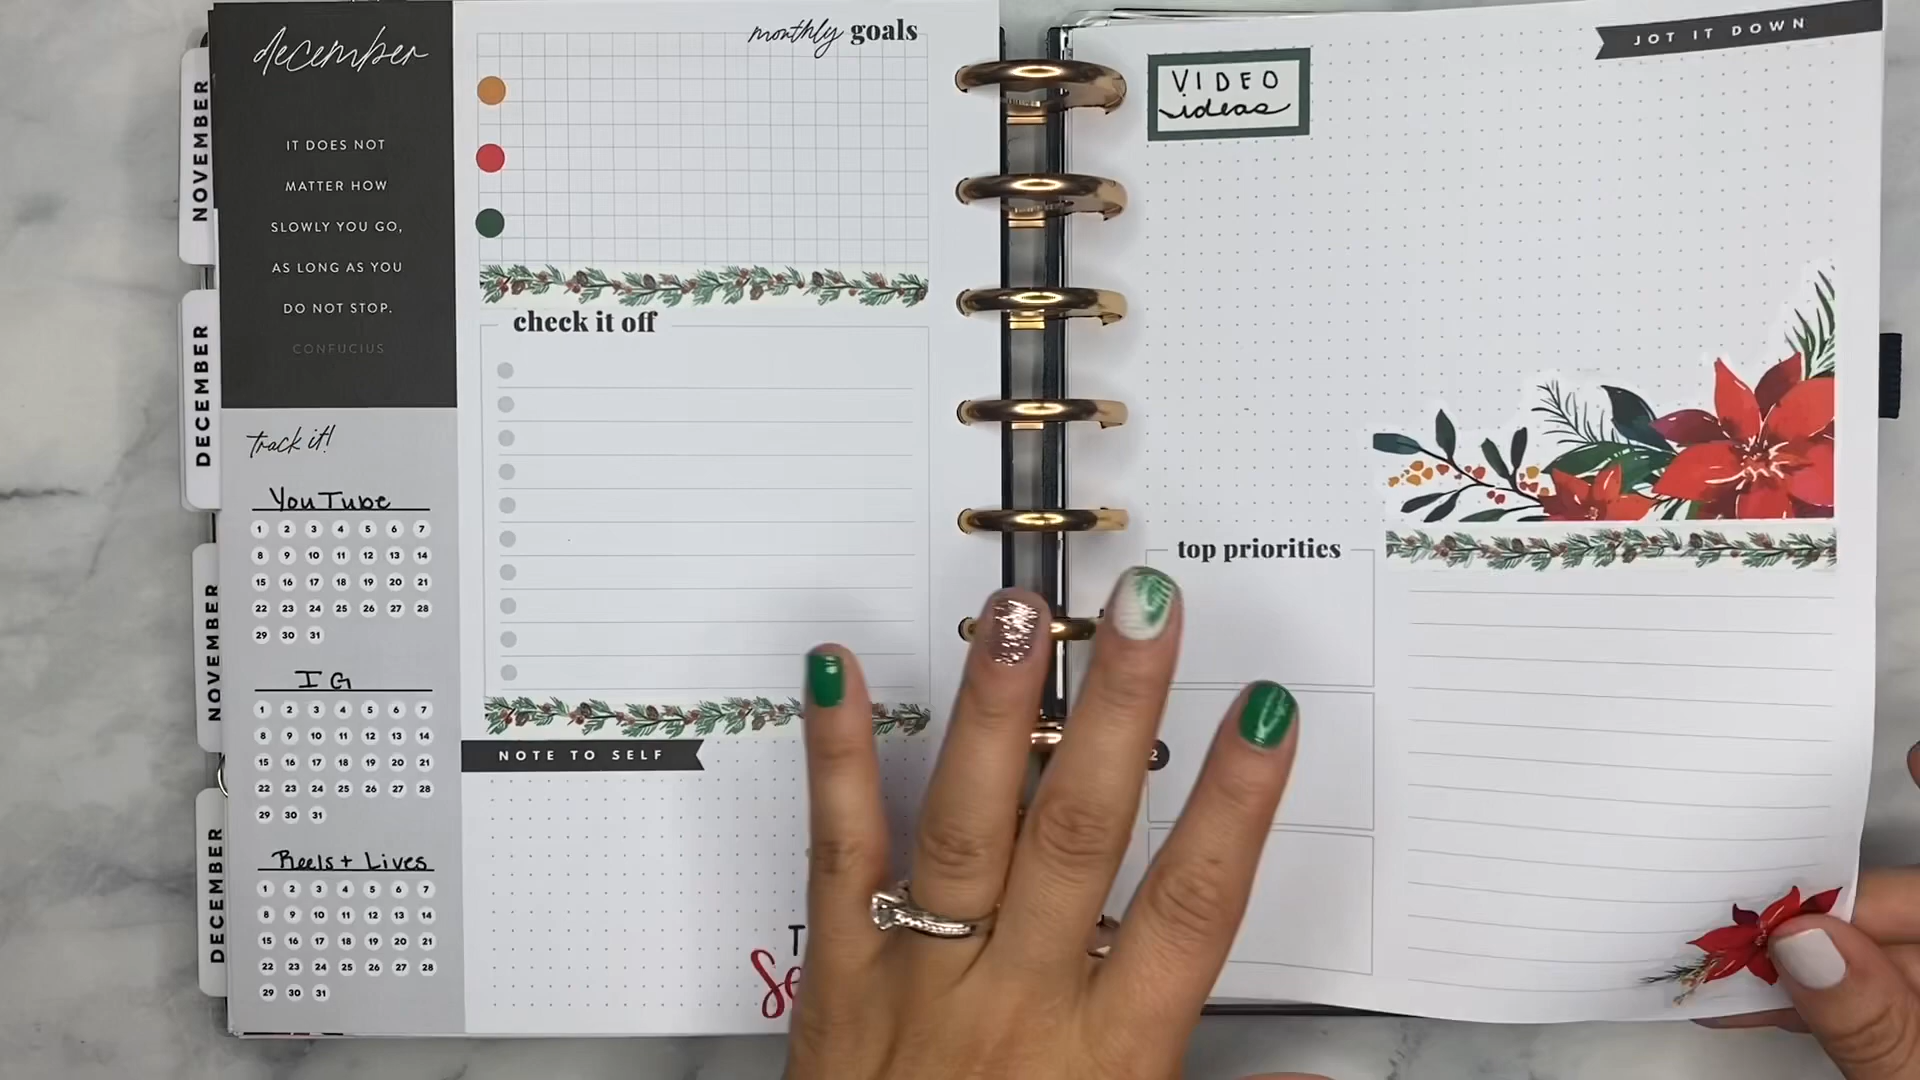 december
IT DOES NOT
MATTER HOW
SLOWLY YOU GO,
AS LONG AS YOU
DO NOT STOP.
CONFUCIUS
track it!
YouTube
1 2 3 4 5 6 7
8 9 10 11 12 13 14
15 16 17 18 19 20 21
22 23 24 25 26 27 28
29 30 31
IG
1 2 3 4 5 6 7
8 9 10 11 12 13 14
15 16 17 18 19 20 21
22 23 24 25 26 27 28
29 30 31
Reels + Lives
1 2 3 4 5 6 7
8 9 10 11 12 13 14
15 16 17 18 19 20 21
22 23 24 25 26 27 28
29 30 31
NOVEMBER
DECEMBER
NOVEMBER
DECEMBER
monthly goals
check it off
NOTE TO SELF
JOT IT DOWN
VIDEO
ideas
top priorities
2